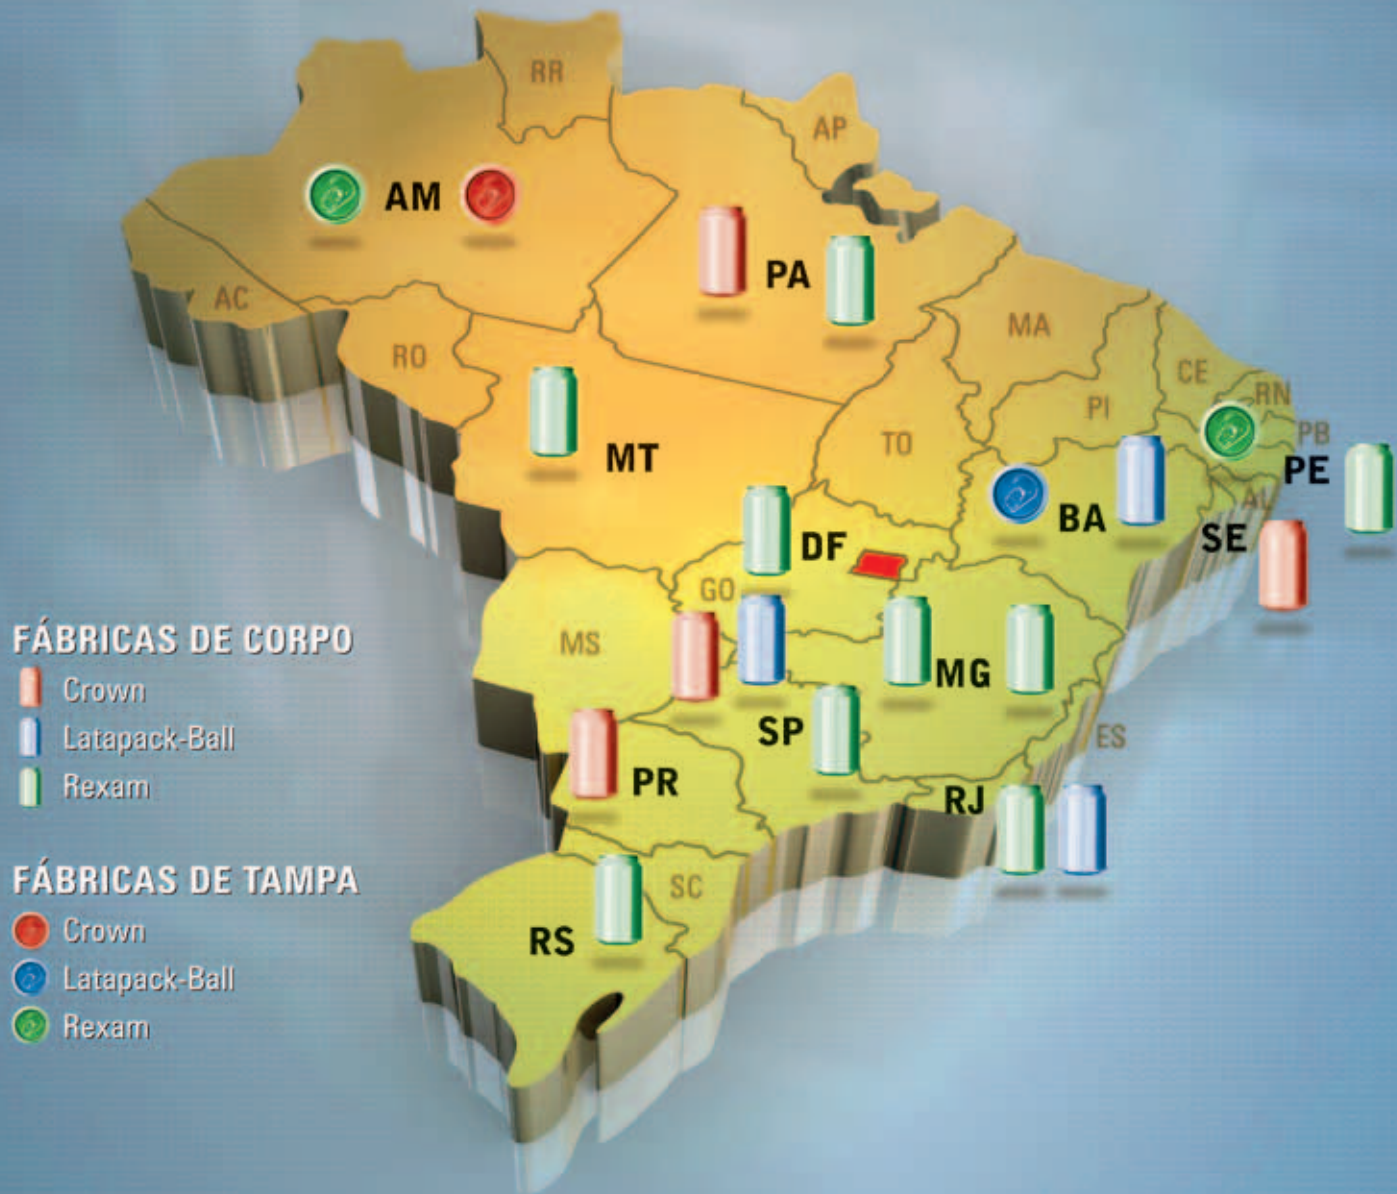 RR
AP
AM
PA
AC
RO
MA
CE
RN
PI
PB
TO
MT
PE
AL
BA
SE
DF
GO
MS
MG
SP
ES
PR
RJ
SC
RS
FÁBRICAS DE CORPO
Crown
Latapack-Ball
Rexam
FÁBRICAS DE TAMPA
Crown
Latapack-Ball
Rexam